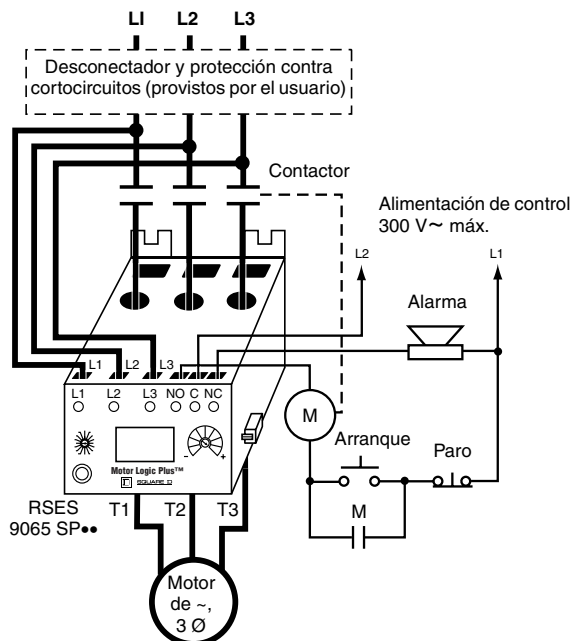 LI L2 L3
Desconectador y protección contra
cortocircuitos (provistos por el usuario)
Contactor
Alimentación de control
300 V~ máx.
L2 L1
Alarma
L1 L2 L3
L1 L2 L3 NO C NC
M
Arranque
Paro
- +
Motor Logic Plus™
SQUARE D
M
RSES
9065 SP••
T1 T2 T3
Motor
de ~,
3 Ø